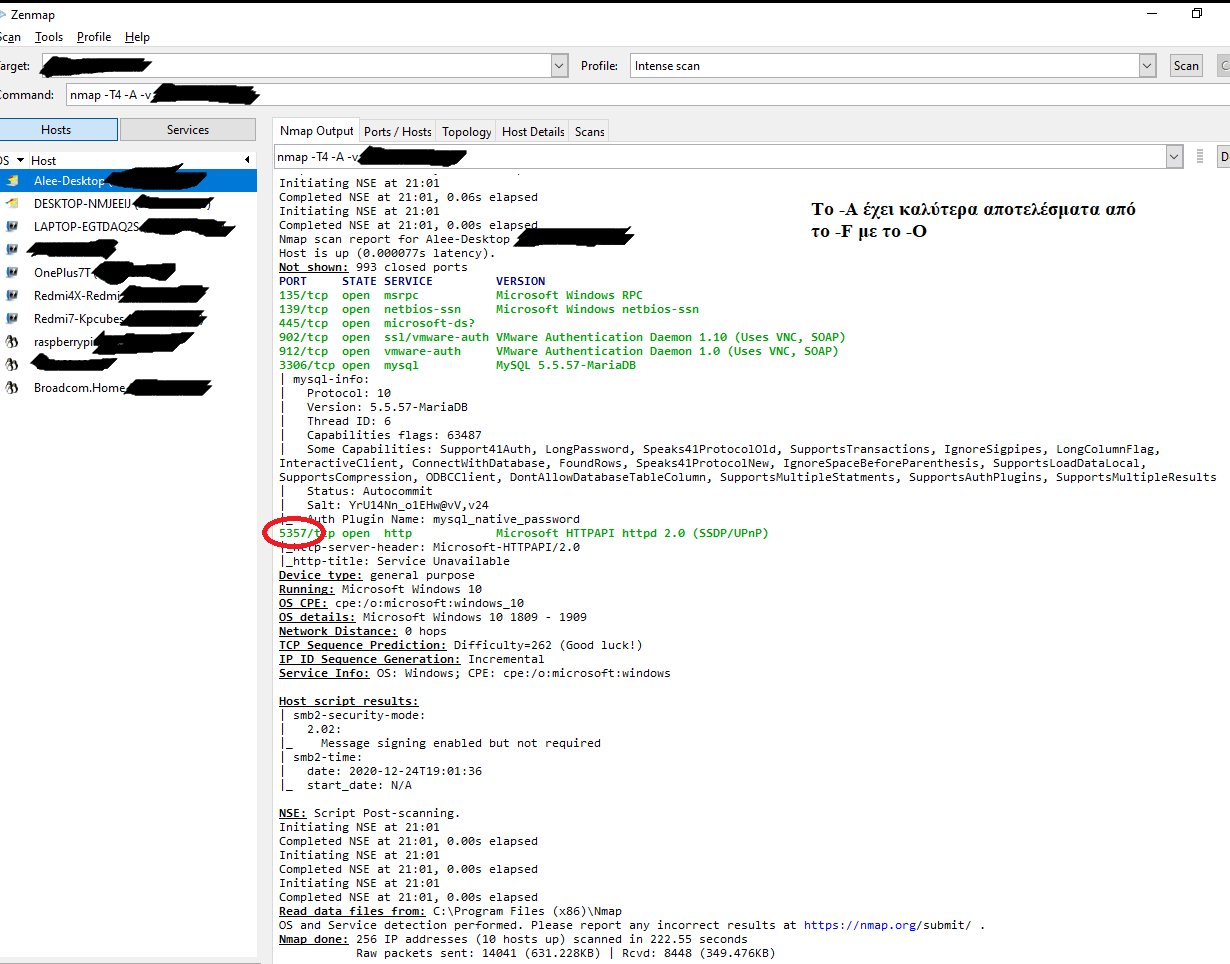 Zenmap
Scan Tools Profile Help
Target: Profile: Intense scan Scan
Command: nmap -T4 -A -v
Hosts Services
Nmap Output Ports / Hosts Topology Host Details Scans
OS Host
nmap -T4 -A -v
Alee-Desktop (
DESKTOP-NMJEEIJ
LAPTOP-EGTDAQ2S
OnePlus7T (
Redmi4X-Redmi
Redmi7-Kpcubes
raspberrypi
Broadcom.Home
Initiating NSE at 21:01
Completed NSE at 21:01, 0.06s elapsed
Initiating NSE at 21:01
Completed NSE at 21:01, 0.00s elapsed
Nmap scan report for Alee-Desktop
Host is up (0.000077s latency).
Not shown: 993 closed ports
PORT STATE SERVICE VERSION
135/tcp open msrpc Microsoft Windows RPC
139/tcp open netbios-ssn Microsoft Windows netbios-ssn
445/tcp open microsoft-ds?
902/tcp open ssl/vmware-auth VMware Authentication Daemon 1.10 (Uses VNC, SOAP)
912/tcp open vmware-auth VMware Authentication Daemon 1.0 (Uses VNC, SOAP)
3306/tcp open mysql MySQL 5.5.57-MariaDB
| mysql-info:
| Protocol: 10
| Version: 5.5.57-MariaDB
| Thread ID: 6
| Capabilities flags: 63487
| Some Capabilities: Support41Auth, LongPassword, Speaks41ProtocolOld, SupportsTransactions, IgnoreSigpipes, LongColumnFlag,
InteractiveClient, ConnectWithDatabase, FoundRows, Speaks41ProtocolNew, IgnoreSpaceBeforeParenthesis, SupportsLoadDataLocal,
SupportsCompression, ODBCClient, DontAllowDatabaseTableColumn, SupportsMultipleStatments, SupportsAuthPlugins, SupportsMultipleResults
| Status: Autocommit
| Salt: YrU14Nn_o1EHw@vV,v24
|_ Auth Plugin Name: mysql_native_password
5357/tcp open http Microsoft HTTPAPI httpd 2.0 (SSDP/UPnP)
|_http-server-header: Microsoft-HTTPAPI/2.0
|_http-title: Service Unavailable
Device type: general purpose
Running: Microsoft Windows 10
OS CPE: cpe:/o:microsoft:windows_10
OS details: Microsoft Windows 10 1809 - 1909
Network Distance: 0 hops
TCP Sequence Prediction: Difficulty=262 (Good luck!)
IP ID Sequence Generation: Incremental
Service Info: OS: Windows; CPE: cpe:/o:microsoft:windows
Host script results:
| smb2-security-mode:
| 2.02:
|_ Message signing enabled but not required
| smb2-time:
| date: 2020-12-24T19:01:36
|_ start_date: N/A
NSE: Script Post-scanning.
Initiating NSE at 21:01
Completed NSE at 21:01, 0.00s elapsed
Initiating NSE at 21:01
Completed NSE at 21:01, 0.00s elapsed
Initiating NSE at 21:01
Completed NSE at 21:01, 0.00s elapsed
Read data files from: C:\Program Files (x86)\Nmap
OS and Service detection performed. Please report any incorrect results at https://nmap.org/submit/ .
Nmap done: 256 IP addresses (10 hosts up) scanned in 222.55 seconds
Raw packets sent: 14041 (631.228KB) | Rcvd: 8448 (349.476KB)
Το -A έχει καλύτερα αποτελέσματα από
το -F με το -O